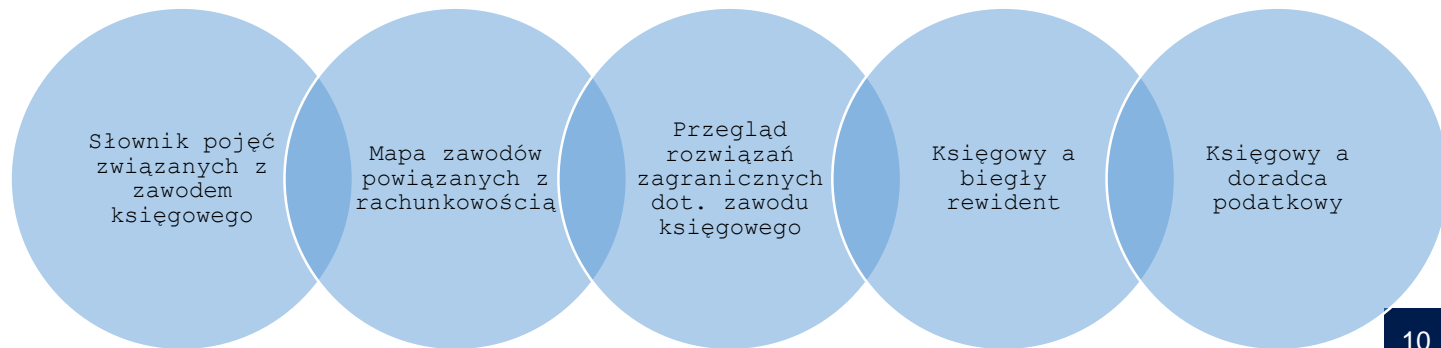 Słownik pojęć
związanych z
zawodem
księgowego
Mapa zawodów
powiązanych z
rachunkowością
Przegląd
rozwiązań
zagranicznych
dot. zawodu
księgowego
Księgowy a
biegły
rewident
Księgowy a
doradca
podatkowy
10